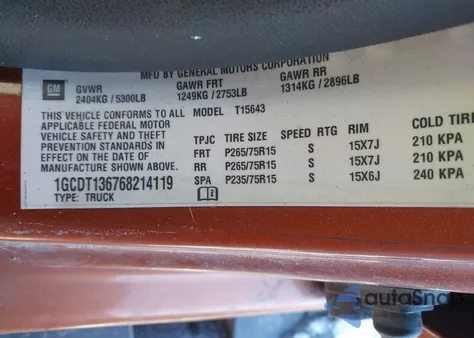 MFD BY GENERAL MOTORS CORPORATION
GM GVWR GAWR FRT GAWR RR
2404KG / 5300LB 1249KG / 2753LB 1314KG / 2896LB
THIS VEHICLE CONFORMS TO ALL MODEL T15643
APPLICABLE FEDERAL MOTOR
VEHICLE SAFETY AND THEFT TPJC TIRE SIZE SPEED RTG RIM COLD TIRE
PREVENTION STANDARDS IN FRT P265/75R15 S 15X7J 210 KPA
EFFECT ON THE DATE OF RR P265/75R15 S 15X7J 210 KPA
MANUFACTURE SHOWN ABOVE. SPA P235/75R15 S 15X6J 240 KPA
1GCDT136768214119
TYPE: TRUCK
autoSnap